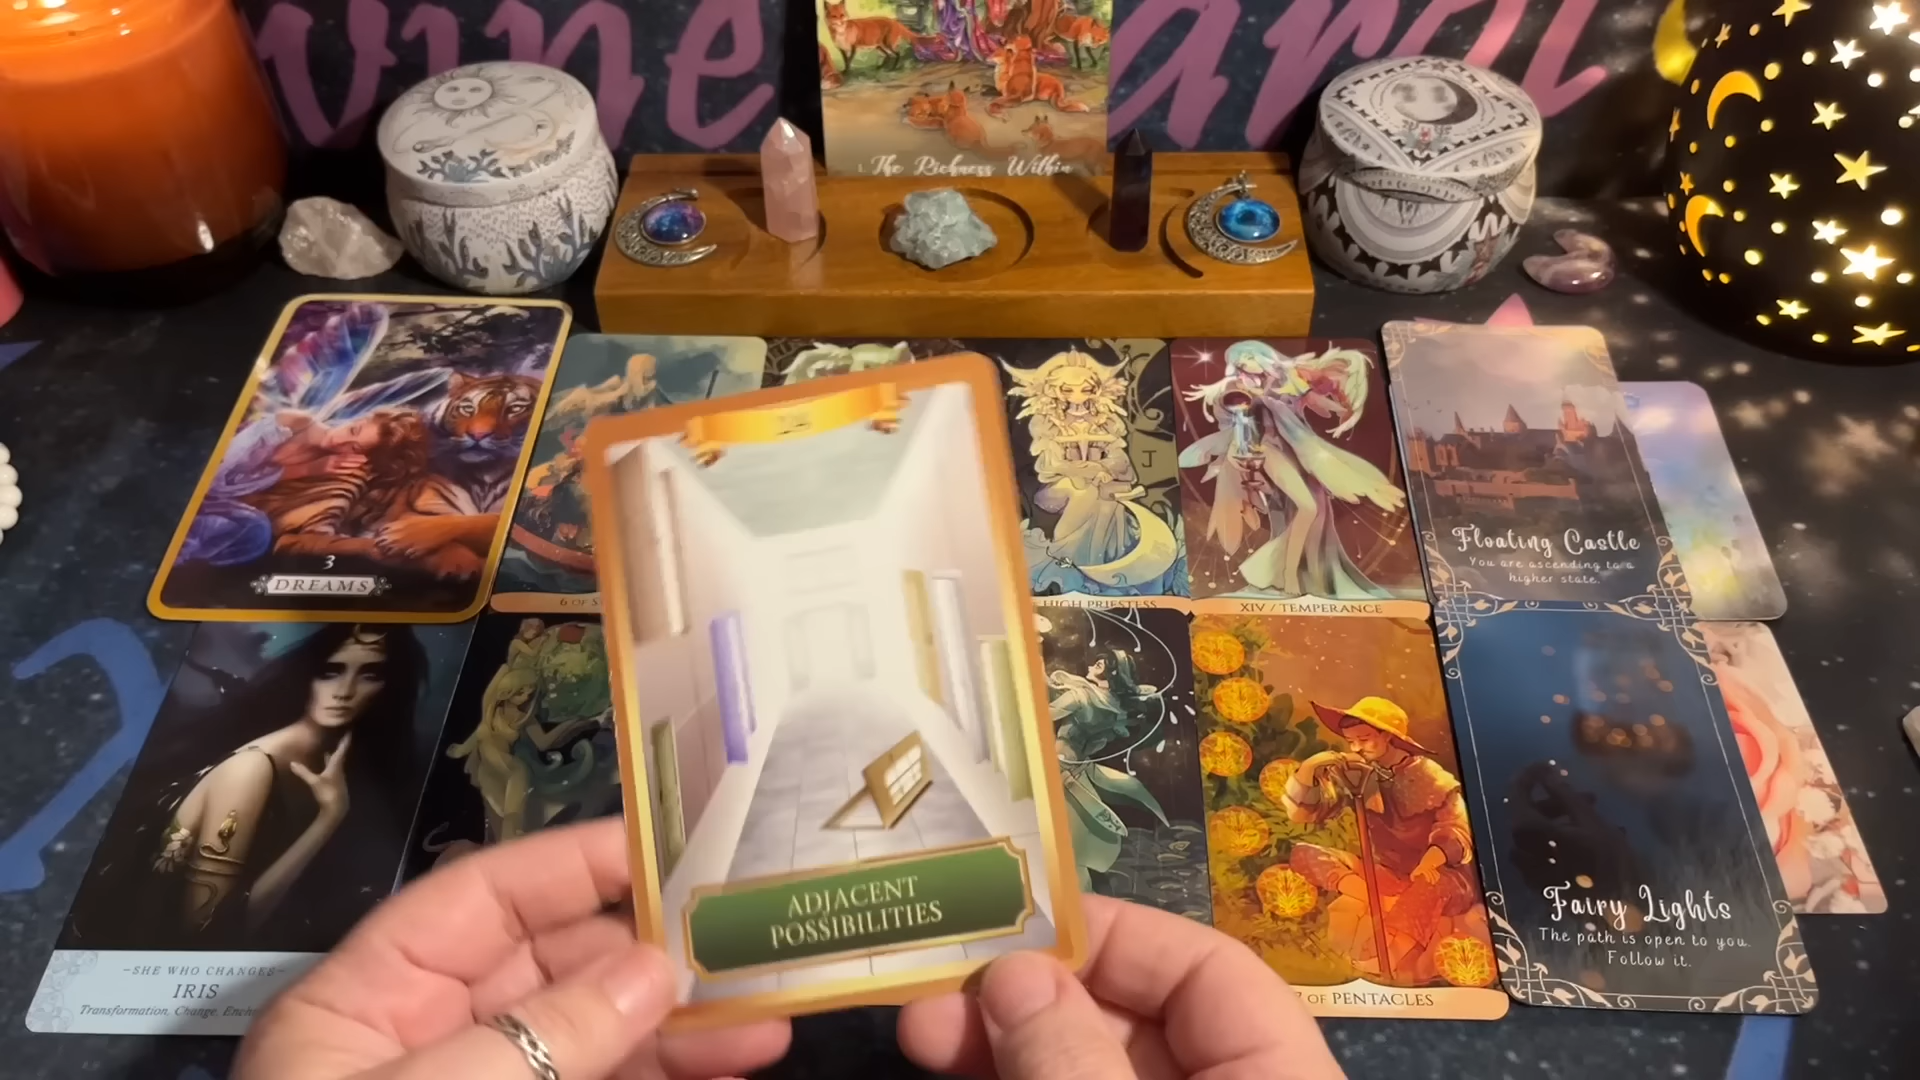 1. The Richness Within
3
DREAMS
6 OF
HIGH PRIESTESS
J
XIV / TEMPERANCE
Floating Castle
You are ascending to a
higher state.
ADJACENT
POSSIBILITIES
-SHE WHO CHANGES-
IRIS
Transformation, Change,
7 OF PENTACLES
Fairy Lights
The path is open to you.
Follow it.